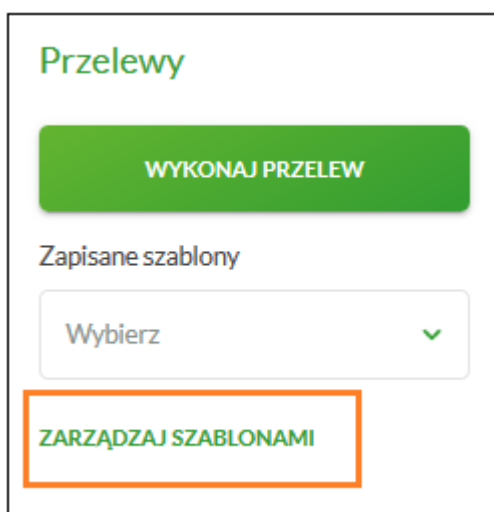 Przelewy
WYKONAJ PRZELEW
Zapisane szablony
Wybierz
ZARZĄDZAJ SZABLONAMI